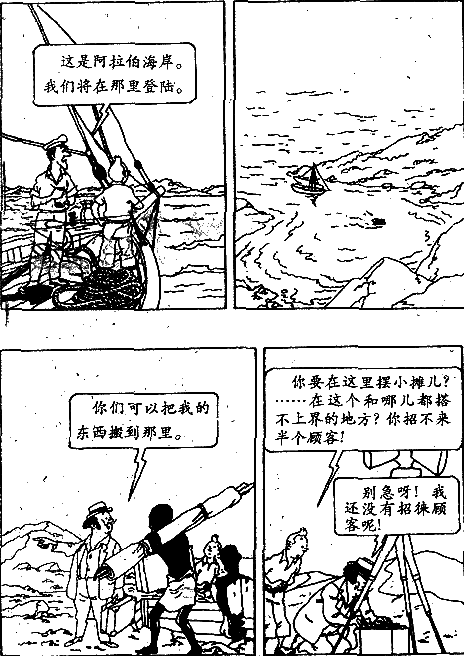 这是阿拉伯海岸。
我们将在那里登陆。
你们可以把我的
东西搬到那里。
你要在这里摆小摊儿？
……在这个和哪儿都搭
不上界的地方？你招不来
半个顾客！
别急呀！我
还没有招徕顾
客呢！